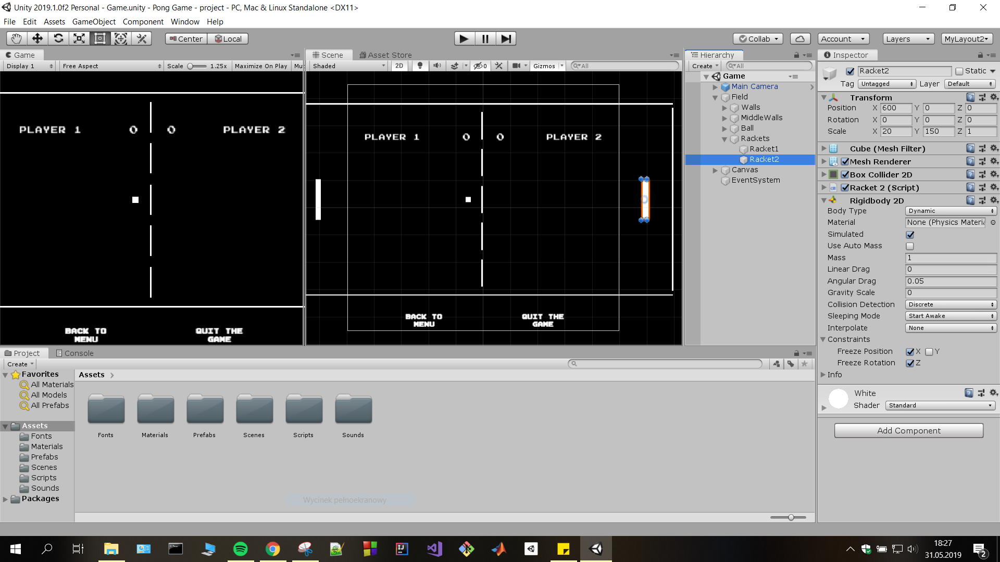 Unity 2019.1.0f2 Personal - Game.unity - Pong Game - project - PC, Mac & Linux Standalone <DX11>
File Edit Assets GameObject Component Window Help
Center Local Collab Account Layers MyLayout2
Game
Display 1 Free Aspect Scale 1.25x Maximize On Play Mu
PLAYER 1 0 0 PLAYER 2
BACK TO
MENU
QUIT THE
GAME
Scene Asset Store
Shaded 2D 0 Gizmos All
PLAYER 1 0 0 PLAYER 2
BACK TO
MENU
QUIT THE
GAME
Hierarchy
Create All
Game
Main Camera
Field
Walls
MiddleWalls
Ball
Rackets
Racket1
Racket2
Canvas
EventSystem
Inspector
Racket2 Static
Tag Untagged Layer Default
Transform
Position X 600 Y 0 Z 0
Rotation X 0 Y 0 Z 0
Scale X 20 Y 150 Z 1
Cube (Mesh Filter)
Mesh Renderer
Box Collider 2D
Racket 2 (Script)
Rigidbody 2D
Body Type Dynamic
Material None (Physics Materia
Simulated
Use Auto Mass
Mass 1
Linear Drag 0
Angular Drag 0.05
Gravity Scale 0
Collision Detection Discrete
Sleeping Mode Start Awake
Interpolate None
Constraints
Freeze Position X Y
Freeze Rotation Z
Info
White
Shader Standard
Add Component
Project Console
Create
Favorites
All Materials
All Models
All Prefabs
Assets
Fonts
Materials
Prefabs
Scenes
Scripts
Sounds
Packages
Assets
Fonts Materials Prefabs Scenes Scripts Sounds
Wycinek pełnoekranowy
18:27
31.05.2019
2